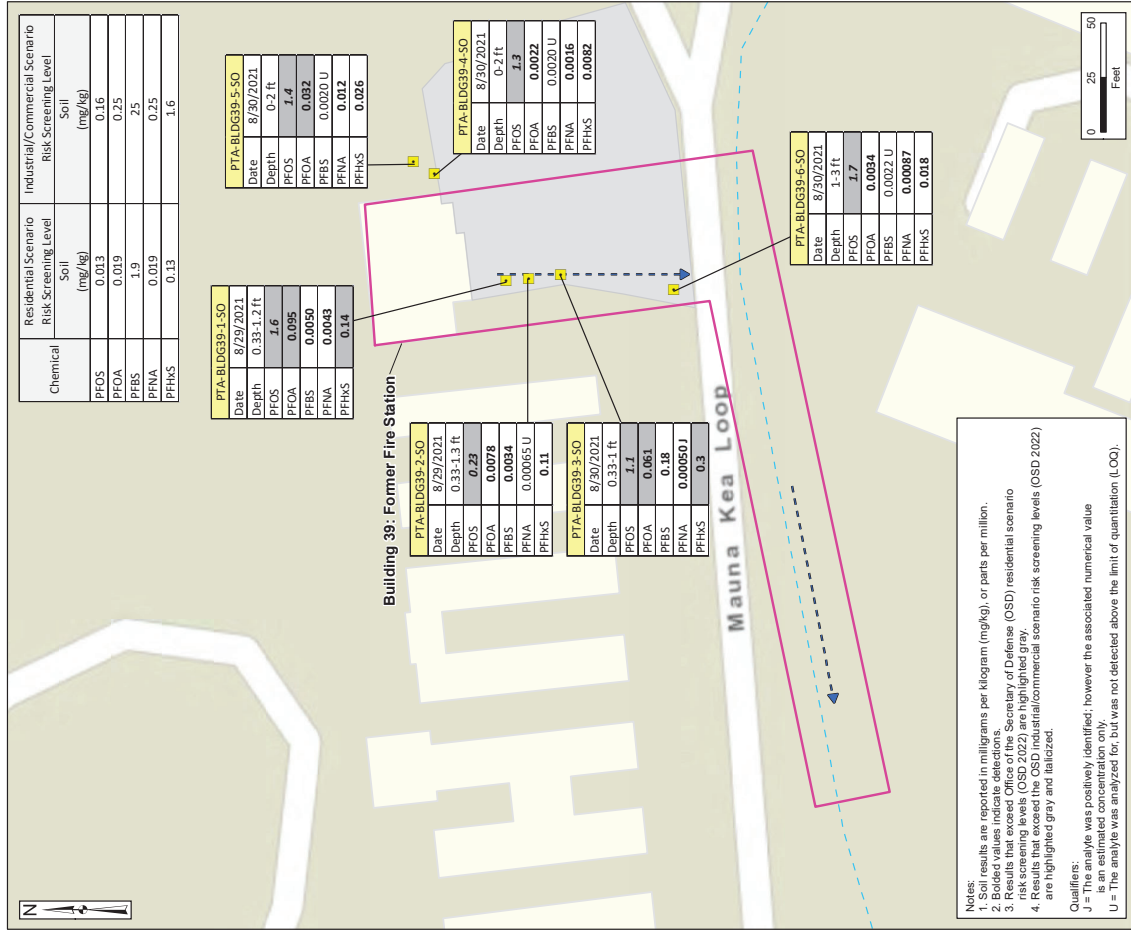 N
Chemical
Residential Scenario
Risk Screening Level
Industrial/Commercial Scenario
Risk Screening Level
Soil
(mg/kg)
Soil
(mg/kg)
PFOS 0.013 0.16
PFOA 0.019 0.25
PFBS 1.9 25
PFNA 0.019 0.25
PFHxS 0.13 1.6
PTA-BLDG39-1-SO
Date 8/29/2021
Depth 0.33-1.2 ft
PFOS 1.6
PFOA 0.095
PFBS 0.0050
PFNA 0.0043
PFHxS 0.14
PTA-BLDG39-5-SO
Date 8/30/2021
Depth 0-2 ft
PFOS 1.4
PFOA 0.032
PFBS 0.0020 U
PFNA 0.012
PFHxS 0.026
PTA-BLDG39-4-SO
Date 8/30/2021
Depth 0-2 ft
PFOS 1.3
PFOA 0.0022
PFBS 0.0020 U
PFNA 0.0016
PFHxS 0.0082
Building 39: Former Fire Station
PTA-BLDG39-2-SO
Date 8/29/2021
Depth 0.33-1.3 ft
PFOS 0.23
PFOA 0.0078
PFBS 0.0034
PFNA 0.00065 U
PFHxS 0.11
PTA-BLDG39-3-SO
Date 8/30/2021
Depth 0.33-1 ft
PFOS 1.1
PFOA 0.061
PFBS 0.18
PFNA 0.00050 J
PFHxS 0.3
PTA-BLDG39-6-SO
Date 8/30/2021
Depth 1-3 ft
PFOS 1.7
PFOA 0.0034
PFBS 0.0022 U
PFNA 0.00087
PFHxS 0.018
Mauna Kea Loop
Notes:
1. Soil results are reported in milligrams per kilogram (mg/kg), or parts per million.
2. Bolded values indicate detections.
3. Results that exceed Office of the Secretary of Defense (OSD) residential scenario
risk screening levels (OSD 2022) are highlighted gray.
4. Results that exceed the OSD industrial/commercial scenario risk screening levels (OSD 2022)
are highlighted gray and italicized.
Qualifiers:
J = The analyte was positively identified; however the associated numerical value
is an estimated concentration only.
U = The analyte was analyzed for, but was not detected above the limit of quantitation (LOQ).
0 25 50
Feet